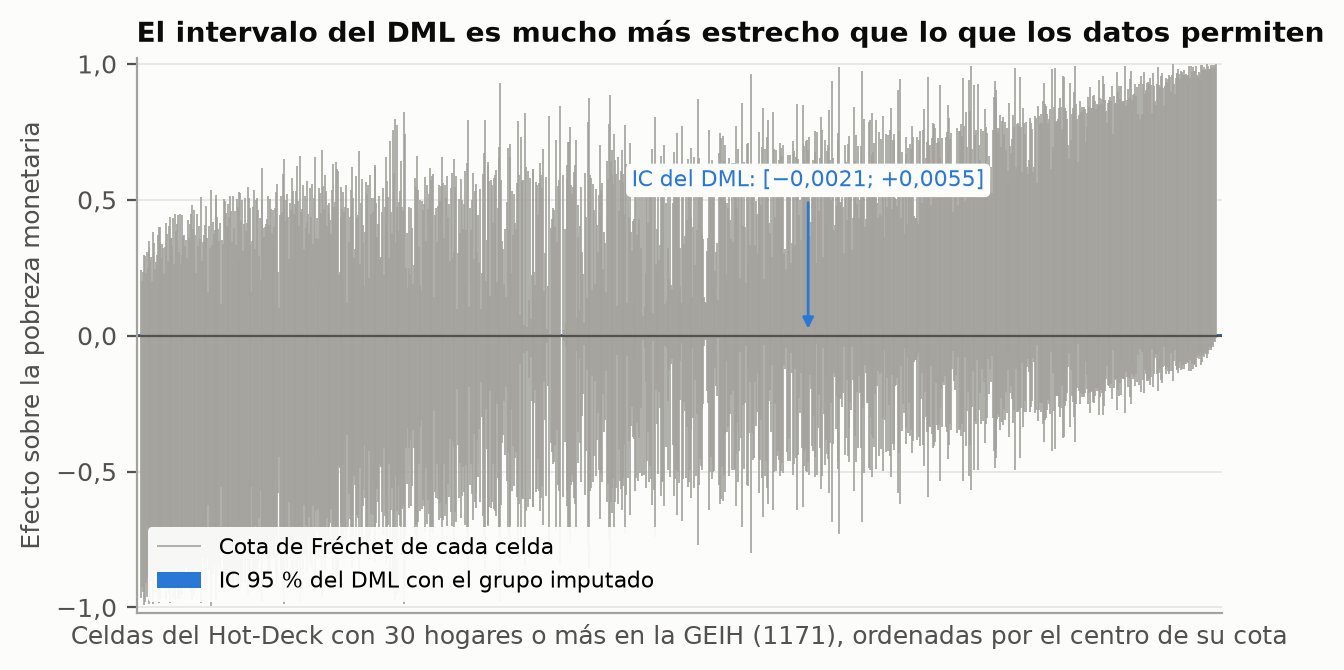 El intervalo del DML es mucho más estrecho que lo que los datos permiten
Efecto sobre la pobreza monetaria
1,0
0,5
0,0
−0,5
−1,0
IC del DML: [−0,0021; +0,0055]
Cota de Fréchet de cada celda
IC 95 % del DML con el grupo imputado
Celdas del Hot-Deck con 30 hogares o más en la GEIH (1171), ordenadas por el centro de su cota